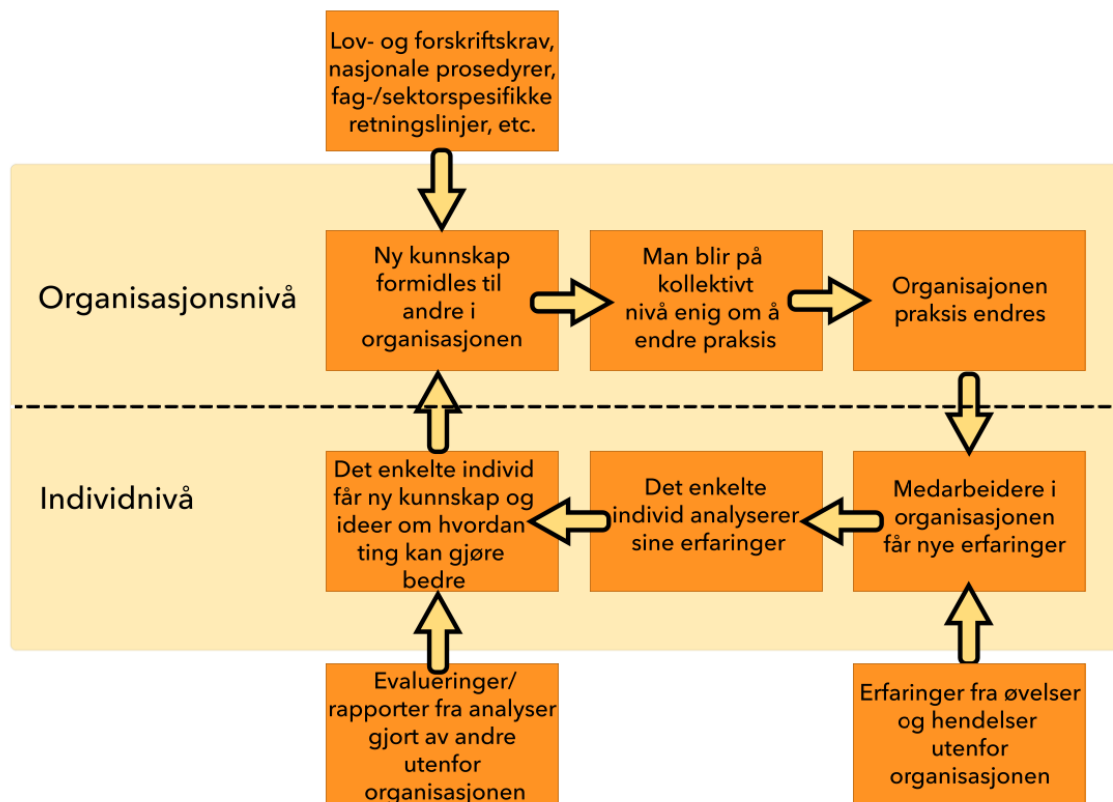 Lov- og forskriftskrav,
nasjonale prosedyrer,
fag-/sektorspesifikke
retningslinjer, etc.
Organisasjonsnivå
Ny kunnskap
formidles til
andre i
organisasjonen
Man blir på
kollektivt
nivå enig om å
endre praksis
Organisajonen
praksis endres
Individnivå
Det enkelte individ
får ny kunnskap og
ideer om hvordan
ting kan gjøre
bedre
Det enkelte
individ analyserer
sine erfaringer
Medarbeidere i
organisasjonen
får nye erfaringer
Evalueringer/
rapporter fra analyser
gjort av andre
utenfor
organisasjonen
Erfaringer fra øvelser
og hendelser
utenfor
organisasjonen